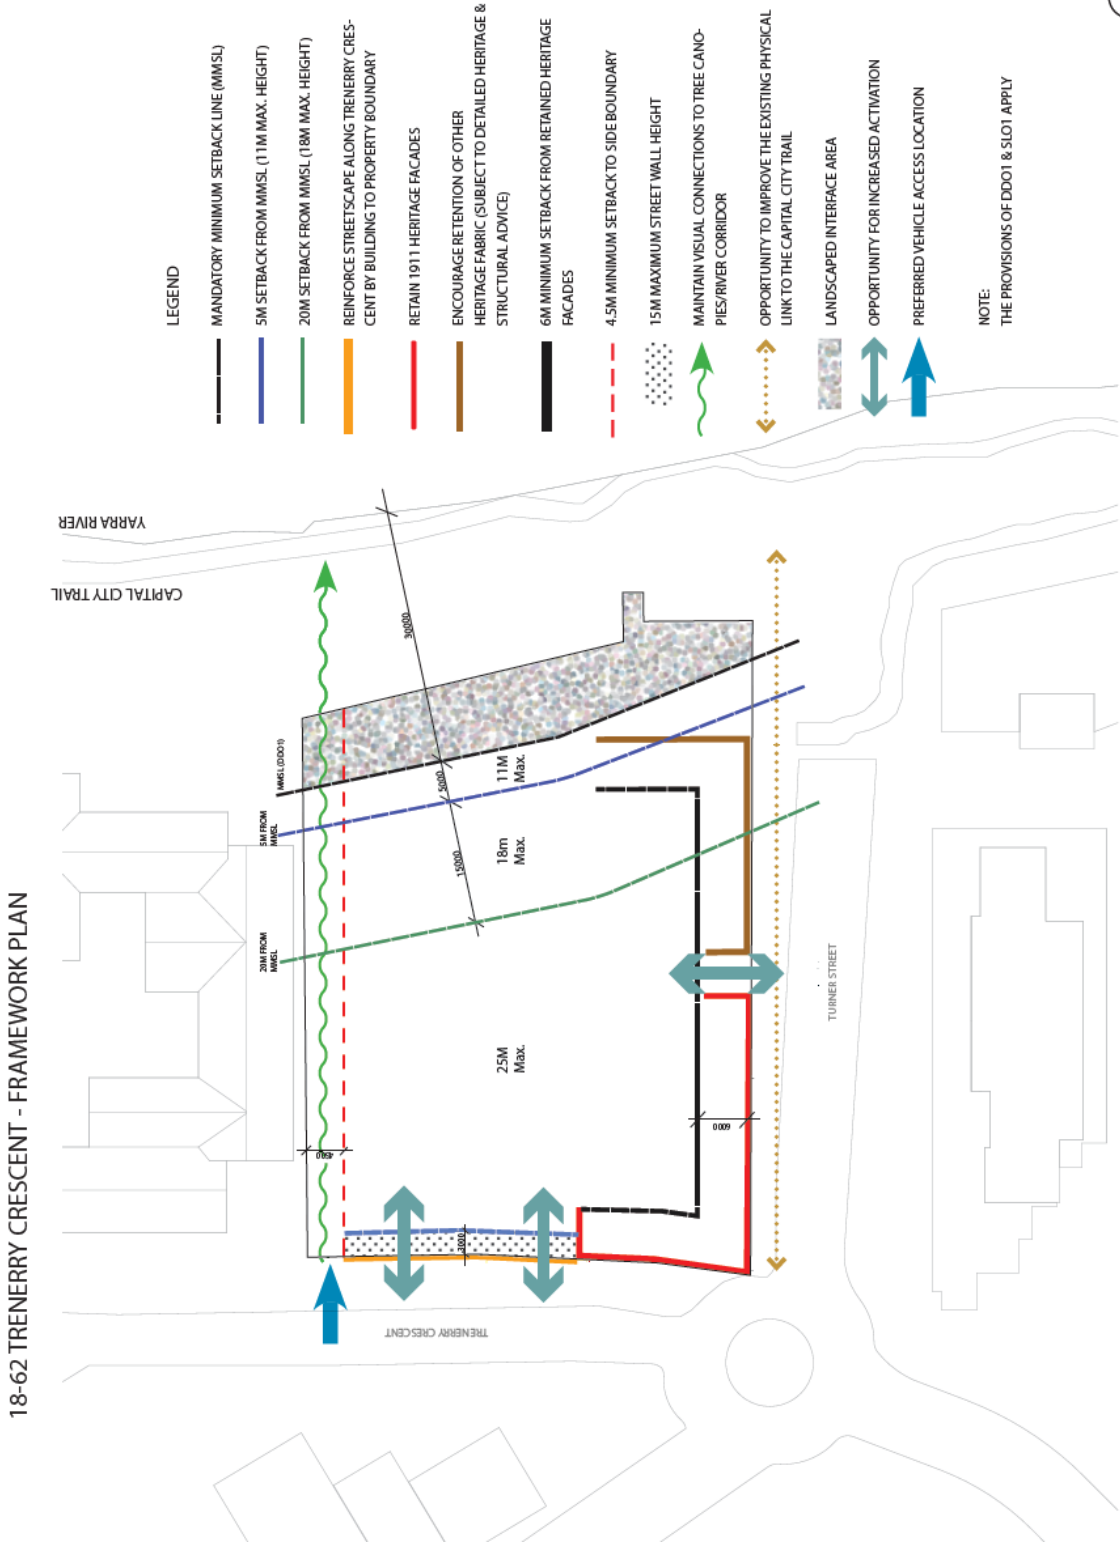 18-62 TRENERRY CRESCENT - FRAMEWORK PLAN
LEGEND
MANDATORY MINIMUM SETBACK LINE (MMSL)
5M SETBACK FROM MMSL (11M MAX. HEIGHT)
20M SETBACK FROM MMSL (18M MAX. HEIGHT)
REINFORCE STREETSCAPE ALONG TRENERRY CRES-
CENT BY BUILDING TO PROPERTY BOUNDARY
RETAIN 1911 HERITAGE FACADES
ENCOURAGE RETENTION OF OTHER
HERITAGE FABRIC (SUBJECT TO DETAILED HERITAGE &
STRUCTURAL ADVICE)
6M MINIMUM SETBACK FROM RETAINED HERITAGE
FACADES
4.5M MINIMUM SETBACK TO SIDE BOUNDARY
15M MAXIMUM STREET WALL HEIGHT
MAINTAIN VISUAL CONNECTIONS TO TREE CANO-
PIES/RIVER CORRIDOR
OPPORTUNITY TO IMPROVE THE EXISTING PHYSICAL
LINK TO THE CAPITAL CITY TRAIL
LANDSCAPED INTERFACE AREA
OPPORTUNITY FOR INCREASED ACTIVATION
PREFERRED VEHICLE ACCESS LOCATION
NOTE:
THE PROVISIONS OF DDO1 & SLO1 APPLY
YARRA RIVER
CAPITAL CITY TRAIL
MMSL (DDO1)
5M FROM
MMSL
20M FROM
MMSL
30000
5000
15000
11M
Max.
18m
Max.
25M
Max.
4500
3000
6000
TRENERRY CRESCENT
TURNER STREET